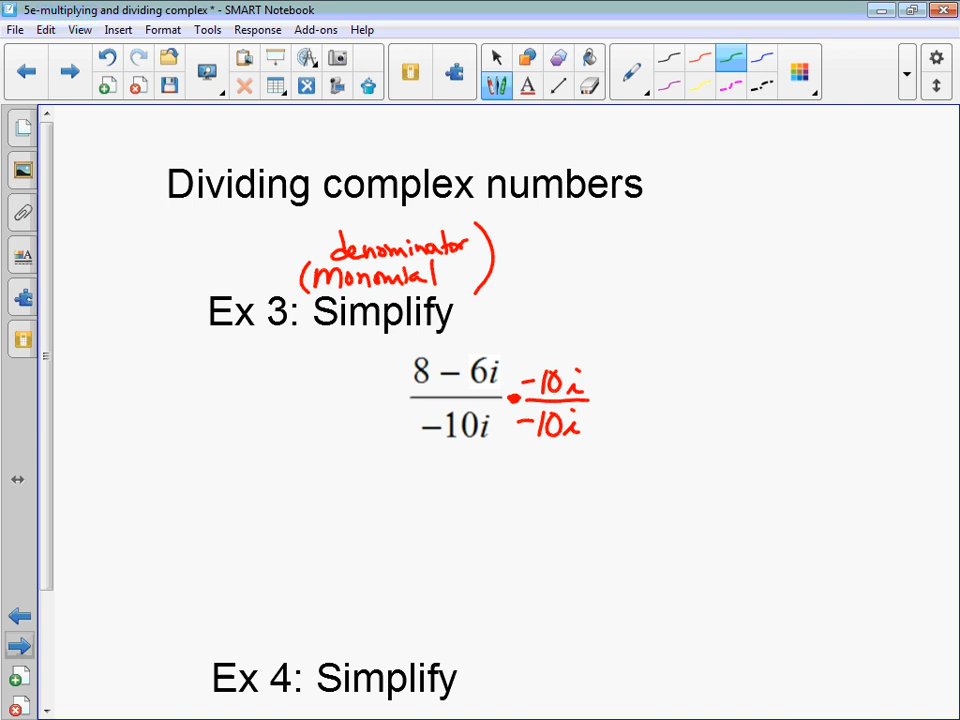 5e-multiplying and dividing complex * - SMART Notebook
File Edit View Insert Format Tools Response Add-ons Help
Dividing complex numbers
denominator
(Monomial )
Ex 3: Simplify
8 – 6i • -10i
–10i -10i
Ex 4: Simplify